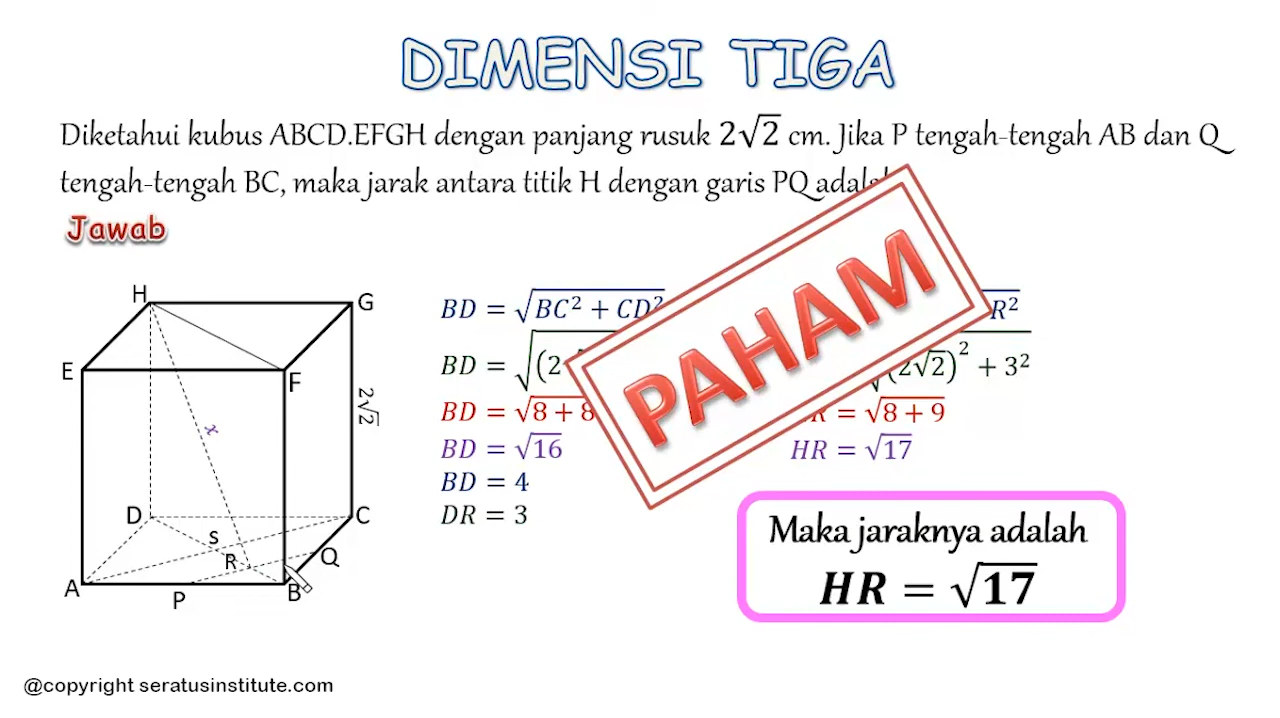 DIMENSI TIGA
Diketahui kubus ABCD.EFGH dengan panjang rusuk 2√2 cm. Jika P tengah-tengah AB dan Q
tengah-tengah BC, maka jarak antara titik H dengan garis PQ
Jawab
PAHAM
H
G
E
F
2√2
x
D
C
S
R
Q
A
P
B
BD = √BC² + CD²
BD = √(2
BD = √8 + 8
BD = √16
BD = 4
DR = 3
R²
(2√2)² + 3²
= √8 + 9
HR = √17
Maka jaraknya adalah
HR = √17
@copyright seratusinstitute.com